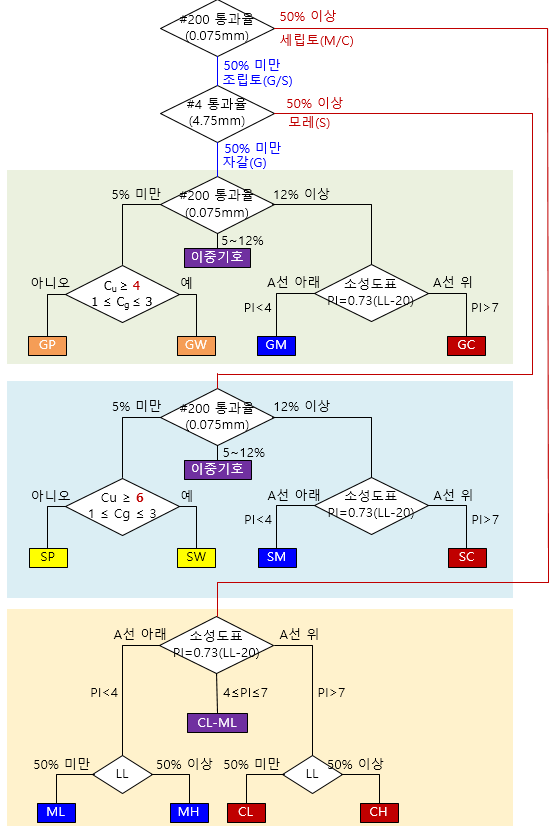 #200 통과율
(0.075mm)
50% 이상
세립토(M/C)
50% 미만
조립토(G/S)
#4 통과율
(4.75mm)
50% 이상
모레(S)
50% 미만
자갈(G)
5% 미만
#200 통과율
(0.075mm)
12% 이상
5~12%
이중기호
아니오
Cu ≥ 4
1 ≤ Cg ≤ 3
예
A선 아래
소성도표
PI=0.73(LL-20)
A선 위
PI<4
PI>7
GP
GW
GM
GC
5% 미만
#200 통과율
(0.075mm)
12% 이상
5~12%
이중기호
아니오
Cu ≥ 6
1 ≤ Cg ≤ 3
예
A선 아래
소성도표
PI=0.73(LL-20)
A선 위
PI<4
PI>7
SP
SW
SM
SC
A선 아래
소성도표
PI=0.73(LL-20)
A선 위
PI<4
4≤PI≤7
PI>7
CL-ML
50% 미만
LL
50% 이상
50% 미만
LL
50% 이상
ML
MH
CL
CH